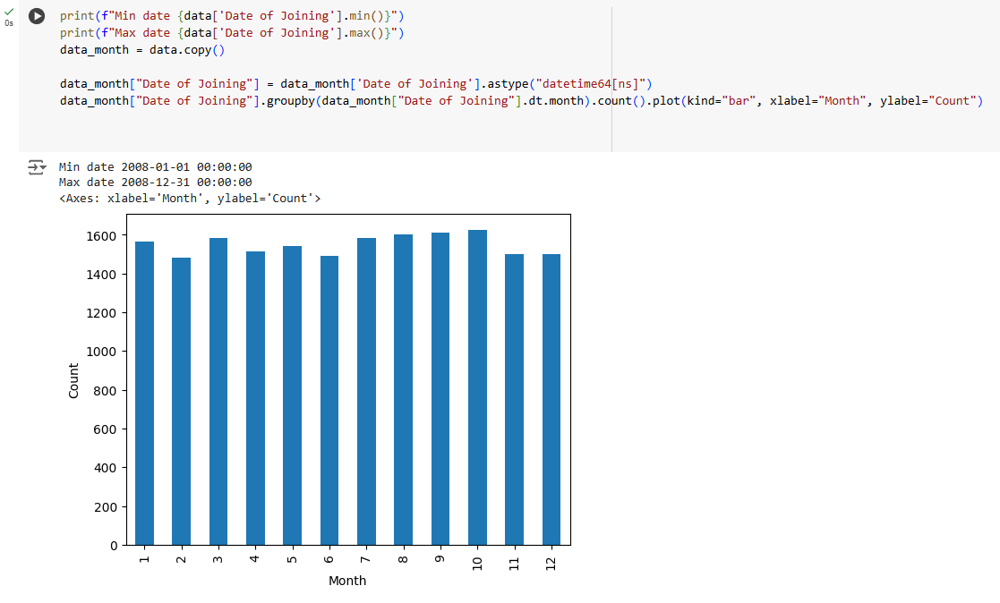 0s
print(f"Min date {data['Date of Joining'].min()}")
print(f"Max date {data['Date of Joining'].max()}")
data_month = data.copy()
data_month["Date of Joining"] = data_month['Date of Joining'].astype("datetime64[ns]")
data_month["Date of Joining"].groupby(data_month["Date of Joining"].dt.month).count().plot(kind="bar", xlabel="Month", ylabel="Count")
Min date 2008-01-01 00:00:00
Max date 2008-12-31 00:00:00
<Axes: xlabel='Month', ylabel='Count'>
1600
1400
1200
1000
800
600
400
200
0
Count
1 2 3 4 5 6 7 8 9 10 11 12
Month